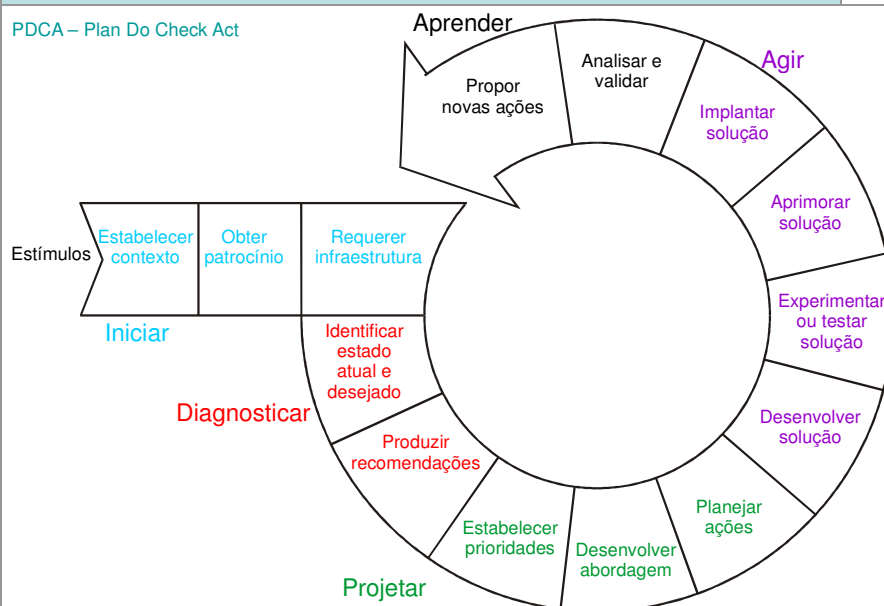 PDCA – Plan Do Check Act
Aprender
Agir
Propor
novas ações
Analisar e
validar
Implantar
solução
Aprimorar
solução
Experimentar
ou testar
solução
Desenvolver
solução
Estímulos
Estabelecer
contexto
Obter
patrocínio
Requerer
infraestrutura
Iniciar
Identificar
estado
atual e
desejado
Diagnosticar
Produzir
recomendações
Estabelecer
prioridades
Desenvolver
abordagem
Planejar
ações
Projetar